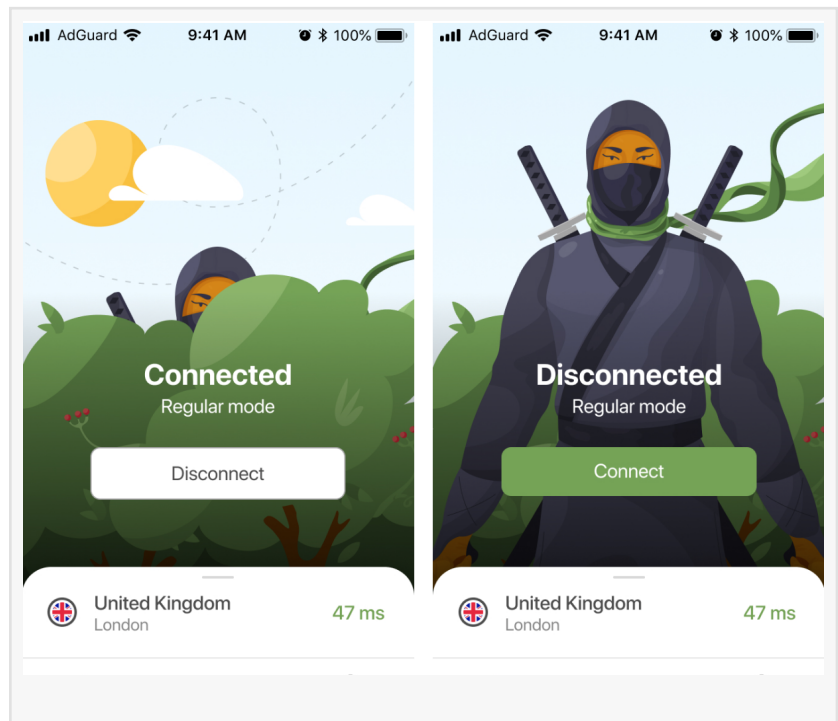 AdGuard 9:41 AM 100%
Connected
Regular mode
Disconnect
United Kingdom
London
47 ms
AdGuard 9:41 AM 100%
Disconnected
Regular mode
Connect
United Kingdom
London
47 ms